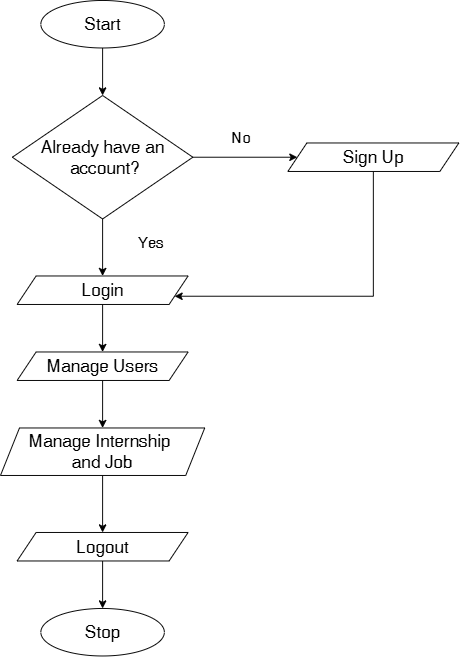 Start
Already have an
account?
No
Sign Up
Yes
Login
Manage Users
Manage Internship
and Job
Logout
Stop